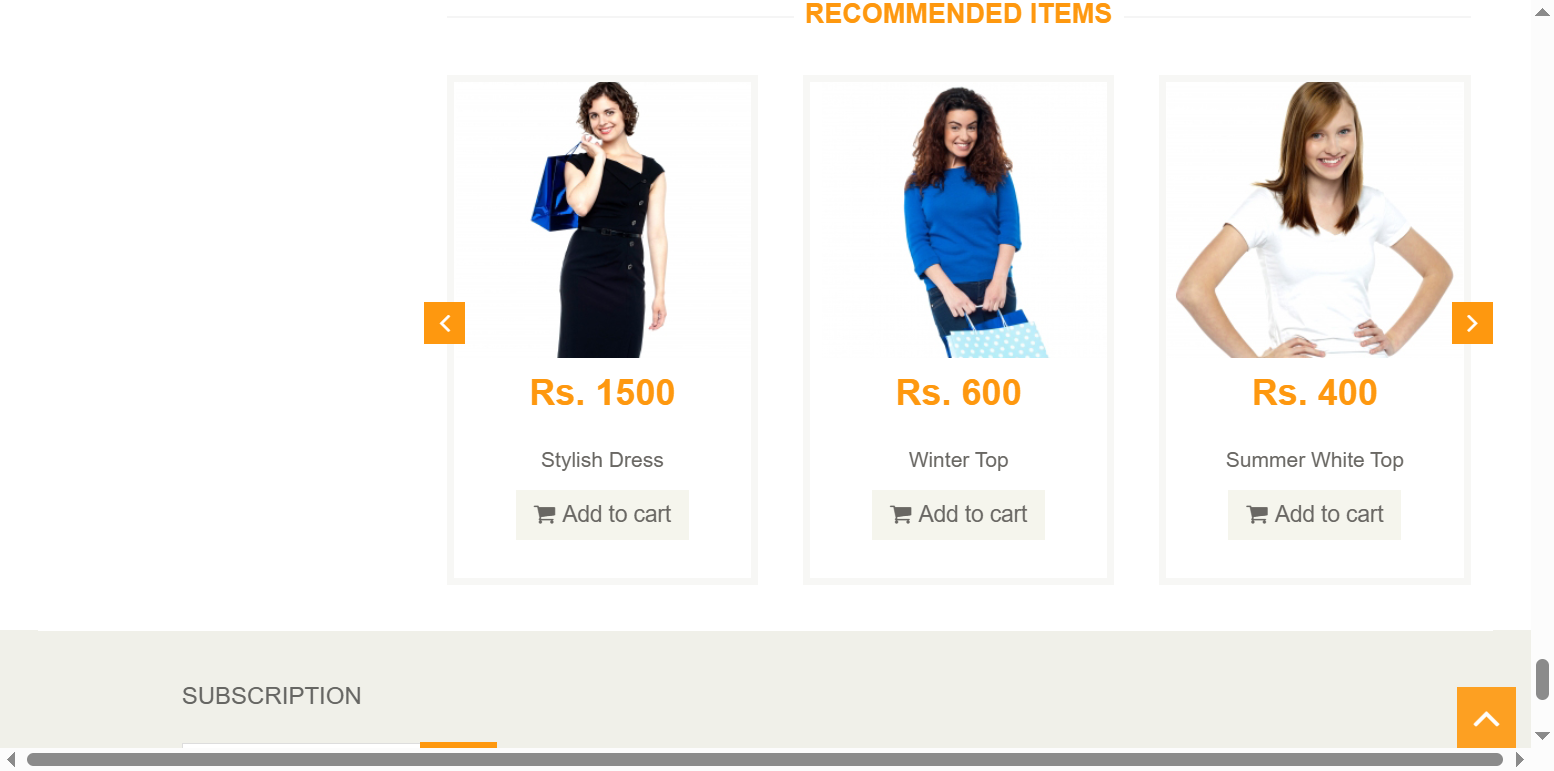 RECOMMENDED ITEMS
Rs. 1500
Rs. 600
Rs. 400
Stylish Dress
Winter Top
Summer White Top
Add to cart
Add to cart
Add to cart
SUBSCRIPTION